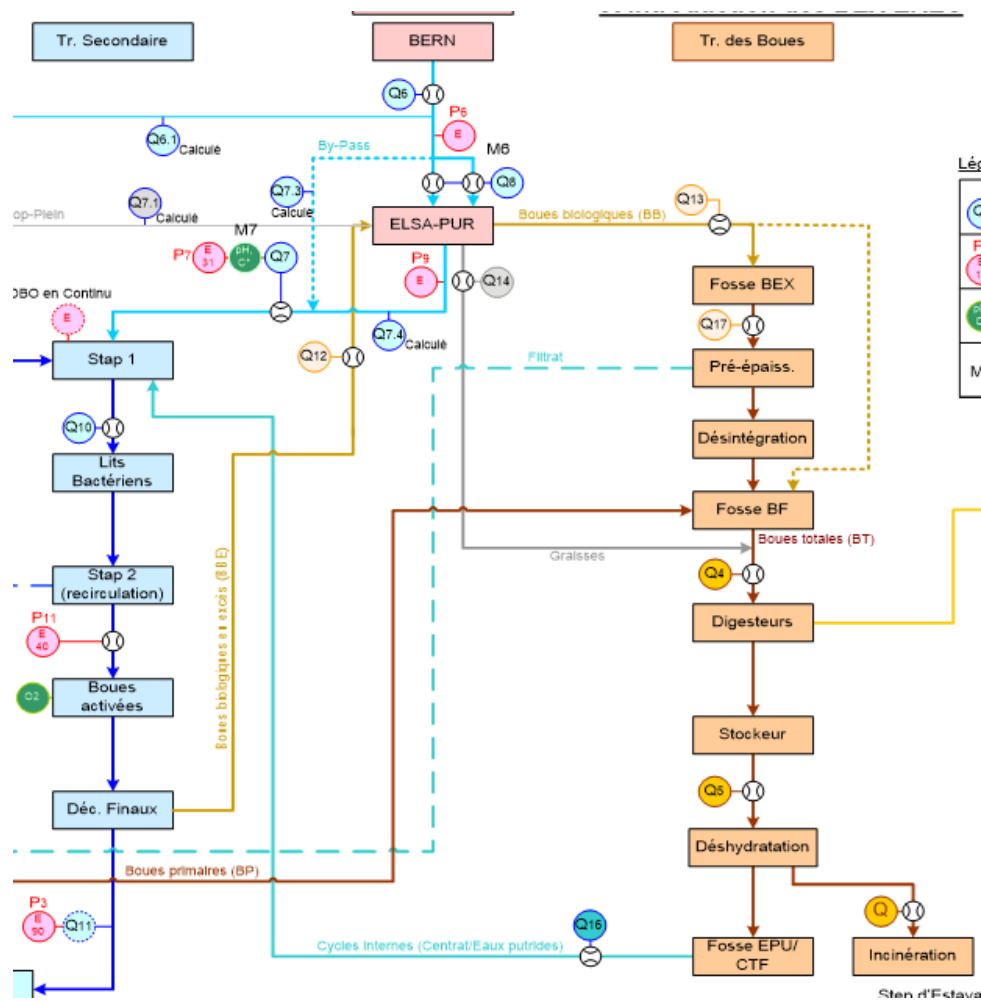 Tr. Secondaire
BERN
Tr. des Boues
Q6
P6
E
Q6.1
Calculé
By-Pass
M6
Q8
Q7.3
Calculé
Q7.1
Calculé
op-Plein
M7
P7
E
31
pH,
Q7
ELSA-PUR
Boues biologiques (BB)
Q13
P9
E
Q14
Fosse BEX
DBO en Continu
E
Q7.4
Calculé
Q17
Q12
Filtrat
Stap 1
Pré-épaiss.
Q10
Désintégration
Lits
Bactériens
Fosse BF
Boues totales (BT)
Graisses
Boues biologiques en excès (BBE)
Stap 2
(recirculation)
Q4
P11
E
40
Digesteurs
O2
Boues
activées
Stockeur
Q5
Déc. Finaux
Déshydratation
Boues primaires (BP)
P3
E
90
Q11
Q16
Q
Cycles Internes (Centrat/Eaux putrides)
Fosse EPU/
CTF
Incinération
Step d'Estava
Lég
Q
P
E
1
M